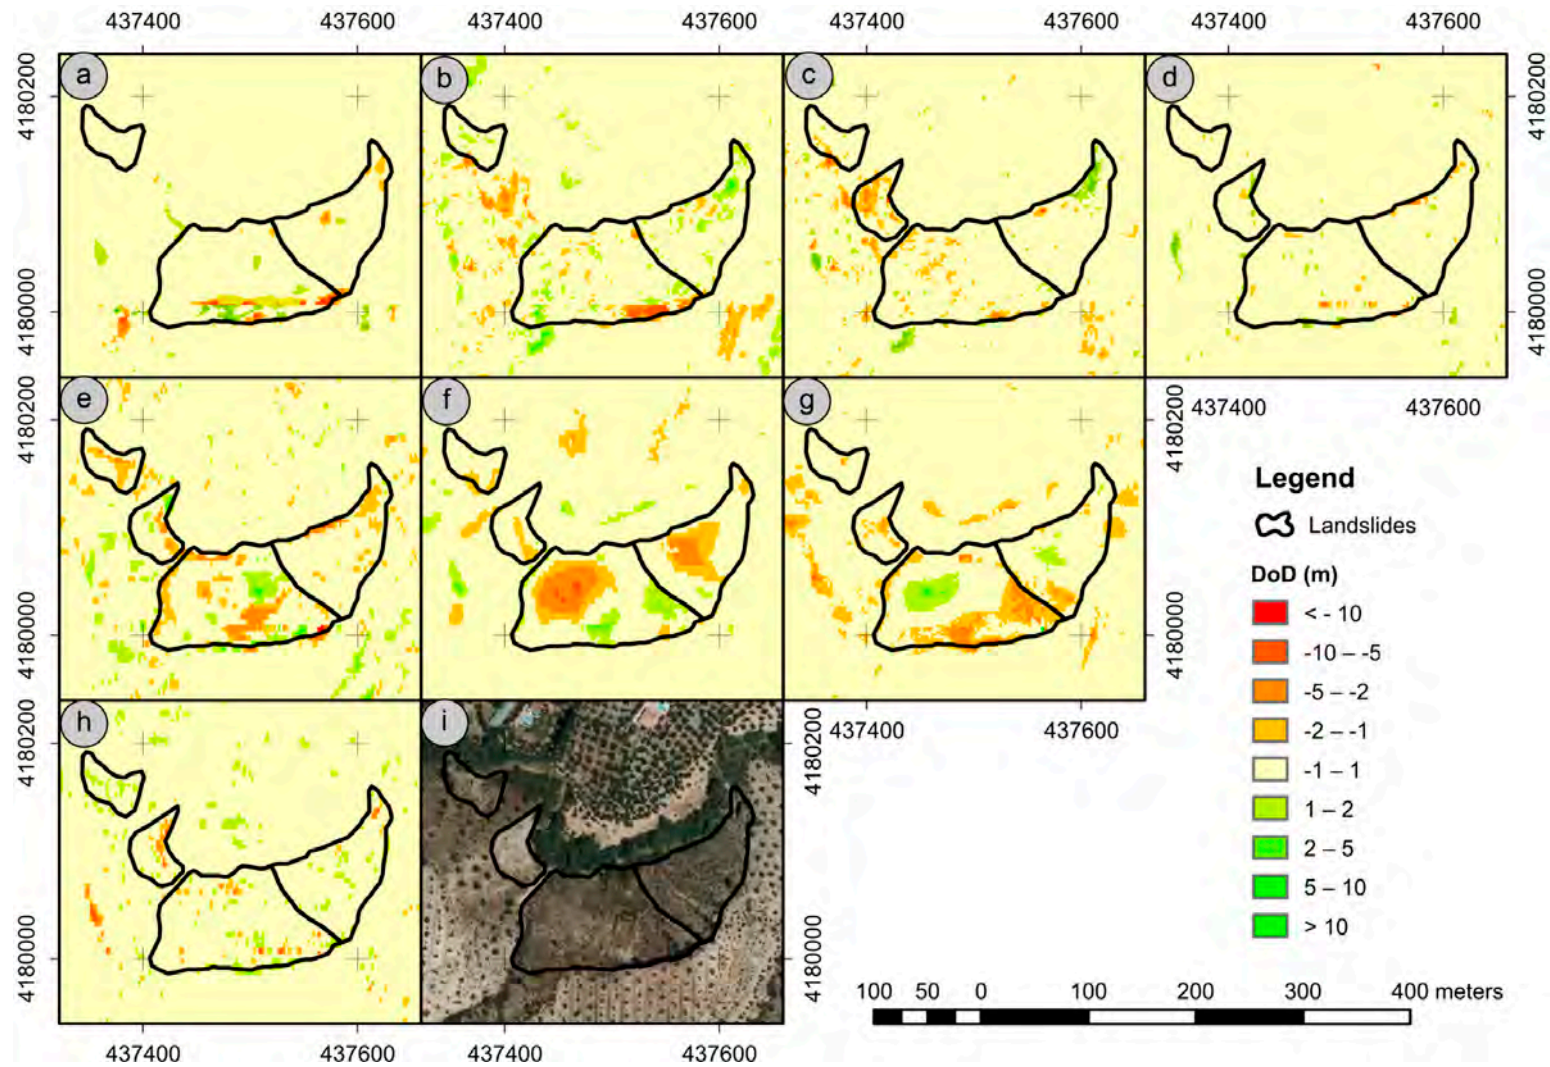 437400 437600 437400 437600 437400 437600 437400 437600
4180200 a b c d 4180200
4180000 4180000
4180200 e f g 437400 437600
4180200
Legend
Landslides
DoD (m)
< - 10
-10 – -5
4180000 4180000
-5 – -2
4180200 h i 4180200 437400 437600
-2 – -1
-1 – 1
1 – 2
2 – 5
5 – 10
> 10
4180000 4180000
100 50 0 100 200 300 400 meters
437400 437600 437400 437600